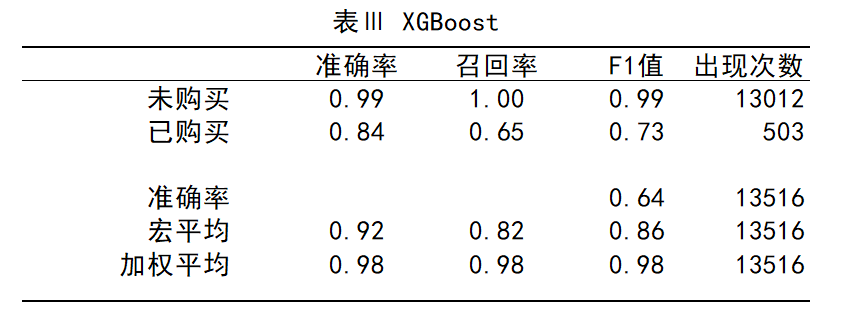 表Ⅲ XGBoost
准确率 召回率 F1值 出现次数
未购买 0.99 1.00 0.99 13012
已购买 0.84 0.65 0.73 503
准确率 0.64 13516
宏平均 0.92 0.82 0.86 13516
加权平均 0.98 0.98 0.98 13516